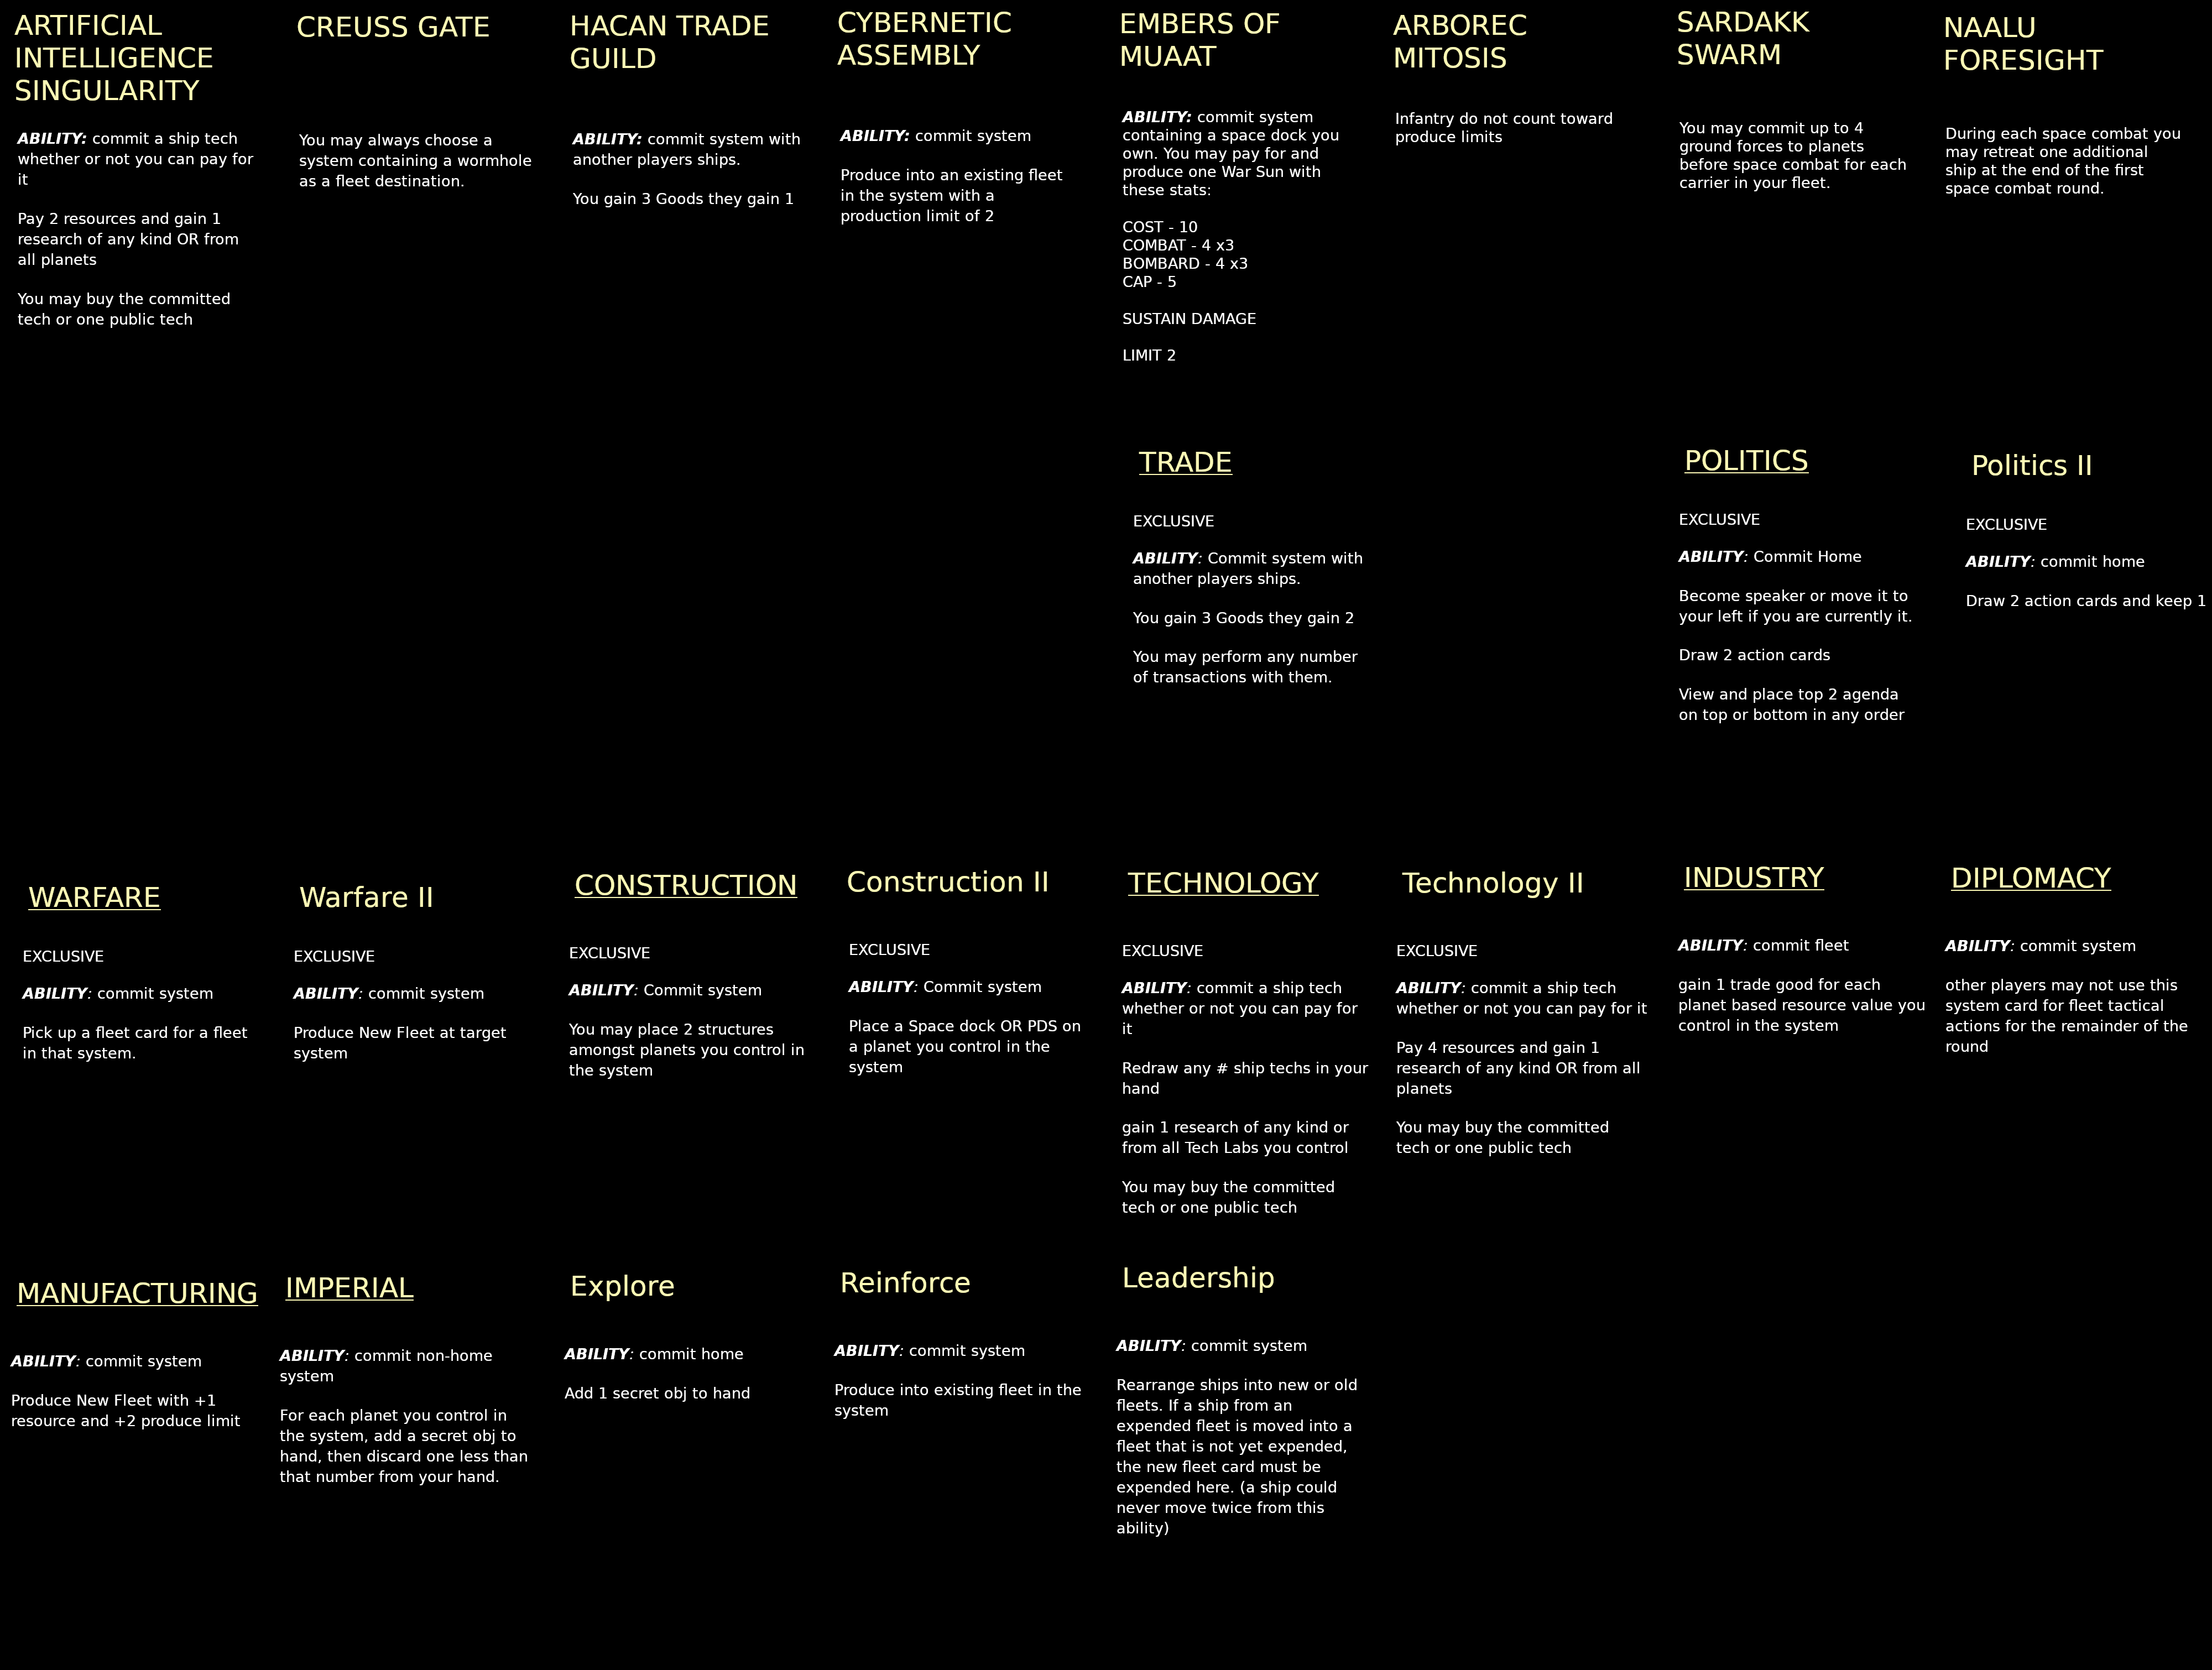 ARTIFICIAL
INTELLIGENCE
SINGULARITY
ABILITY: commit a ship tech
whether or not you can pay for
it
Pay 2 resources and gain 1
research of any kind OR from
all planets
You may buy the committed
tech or one public tech
CREUSS GATE
You may always choose a
system containing a wormhole
as a fleet destination.
HACAN TRADE
GUILD
ABILITY: commit system with
another players ships.
You gain 3 Goods they gain 1
CYBERNETIC
ASSEMBLY
ABILITY: commit system
Produce into an existing fleet
in the system with a
production limit of 2
EMBERS OF
MUAAT
ABILITY: commit system
containing a space dock you
own. You may pay for and
produce one War Sun with
these stats:
COST - 10
COMBAT - 4 x3
BOMBARD - 4 x3
CAP - 5
SUSTAIN DAMAGE
LIMIT 2
ARBOREC
MITOSIS
Infantry do not count toward
produce limits
SARDAKK
SWARM
You may commit up to 4
ground forces to planets
before space combat for each
carrier in your fleet.
NAALU
FORESIGHT
During each space combat you
may retreat one additional
ship at the end of the first
space combat round.
TRADE
EXCLUSIVE
ABILITY: Commit system with
another players ships.
You gain 3 Goods they gain 2
You may perform any number
of transactions with them.
POLITICS
EXCLUSIVE
ABILITY: Commit Home
Become speaker or move it to
your left if you are currently it.
Draw 2 action cards
View and place top 2 agenda
on top or bottom in any order
Politics II
EXCLUSIVE
ABILITY: commit home
Draw 2 action cards and keep 1
WARFARE
EXCLUSIVE
ABILITY: commit system
Pick up a fleet card for a fleet
in that system.
Warfare II
EXCLUSIVE
ABILITY: commit system
Produce New Fleet at target
system
CONSTRUCTION
EXCLUSIVE
ABILITY: Commit system
You may place 2 structures
amongst planets you control in
the system
Construction II
EXCLUSIVE
ABILITY: Commit system
Place a Space dock OR PDS on
a planet you control in the
system
TECHNOLOGY
EXCLUSIVE
ABILITY: commit a ship tech
whether or not you can pay for
it
Redraw any # ship techs in your
hand
gain 1 research of any kind or
from all Tech Labs you control
You may buy the committed
tech or one public tech
Technology II
EXCLUSIVE
ABILITY: commit a ship tech
whether or not you can pay for it
Pay 4 resources and gain 1
research of any kind OR from all
planets
You may buy the committed
tech or one public tech
INDUSTRY
ABILITY: commit fleet
gain 1 trade good for each
planet based resource value you
control in the system
DIPLOMACY
ABILITY: commit system
other players may not use this
system card for fleet tactical
actions for the remainder of the
round
MANUFACTURING
ABILITY: commit system
Produce New Fleet with +1
resource and +2 produce limit
IMPERIAL
ABILITY: commit non-home
system
For each planet you control in
the system, add a secret obj to
hand, then discard one less than
that number from your hand.
Explore
ABILITY: commit home
Add 1 secret obj to hand
Reinforce
ABILITY: commit system
Produce into existing fleet in the
system
Leadership
ABILITY: commit system
Rearrange ships into new or old
fleets. If a ship from an
expended fleet is moved into a
fleet that is not yet expended,
the new fleet card must be
expended here. (a ship could
never move twice from this
ability)